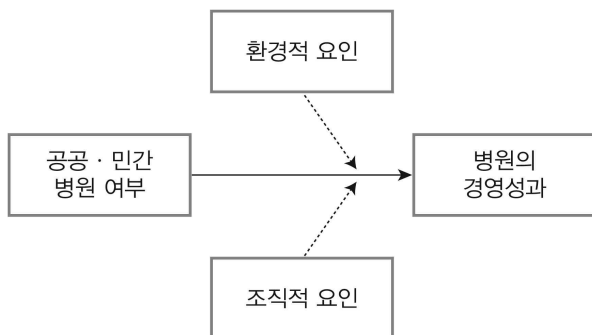 환경적 요인
공공 · 민간
병원 여부
병원의
경영성과
조직적 요인